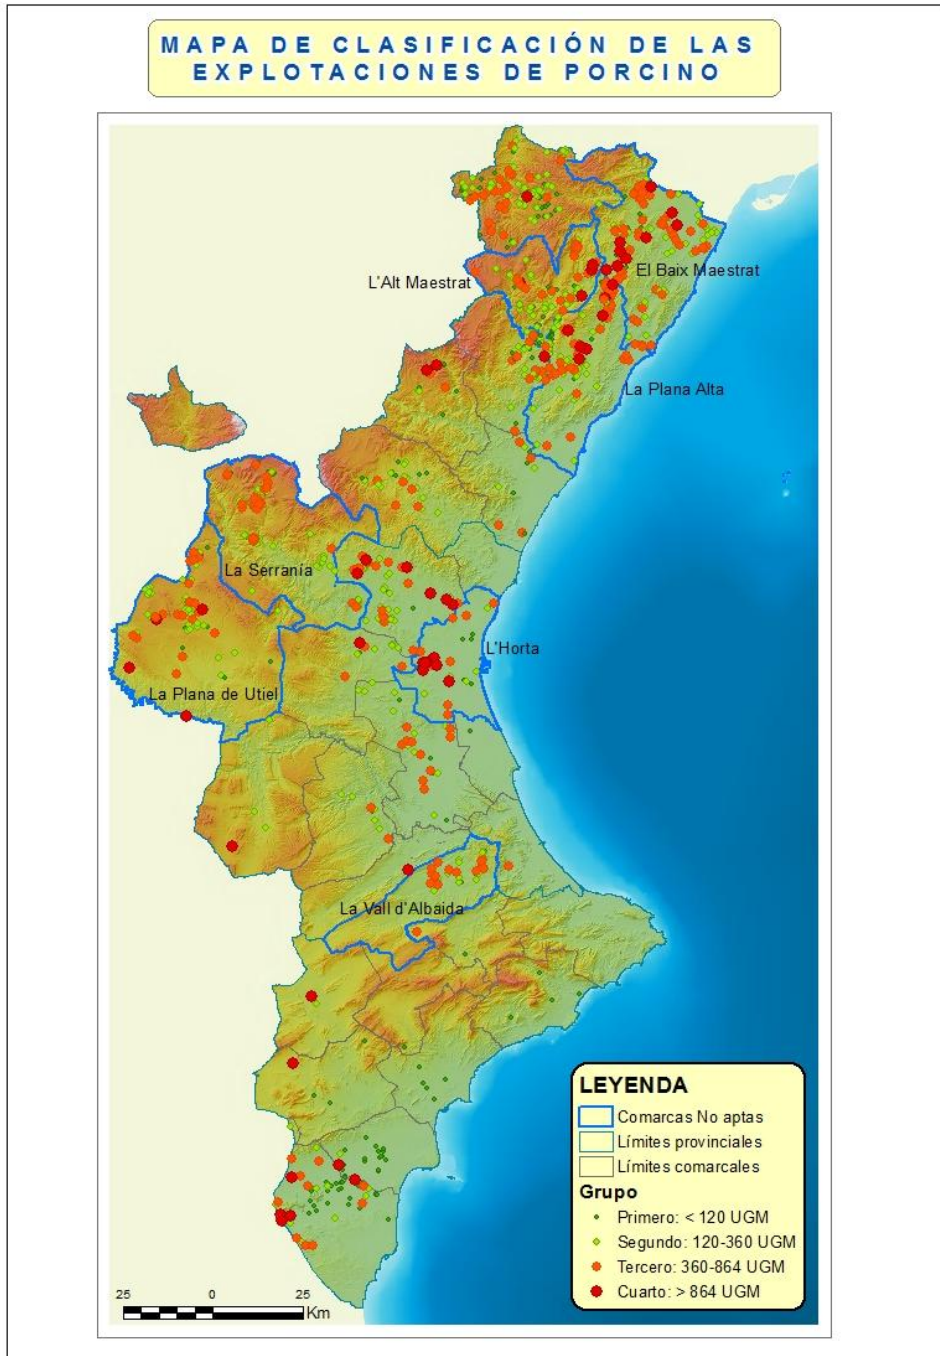 MAPA DE CLASIFICACIÓN DE LAS
EXPLOTACIONES DE PORCINO
L'Alt Maestrat
El Baix Maestrat
La Plana Alta
La Serranía
L'Horta
La Plana de Utiel
La Vall d'Albaida
LEYENDA
Comarcas No aptas
Límites provinciales
Límites comarcales
Grupo
Primero: < 120 UGM
Segundo: 120-360 UGM
Tercero: 360-864 UGM
Cuarto: > 864 UGM
25 0 25
Km